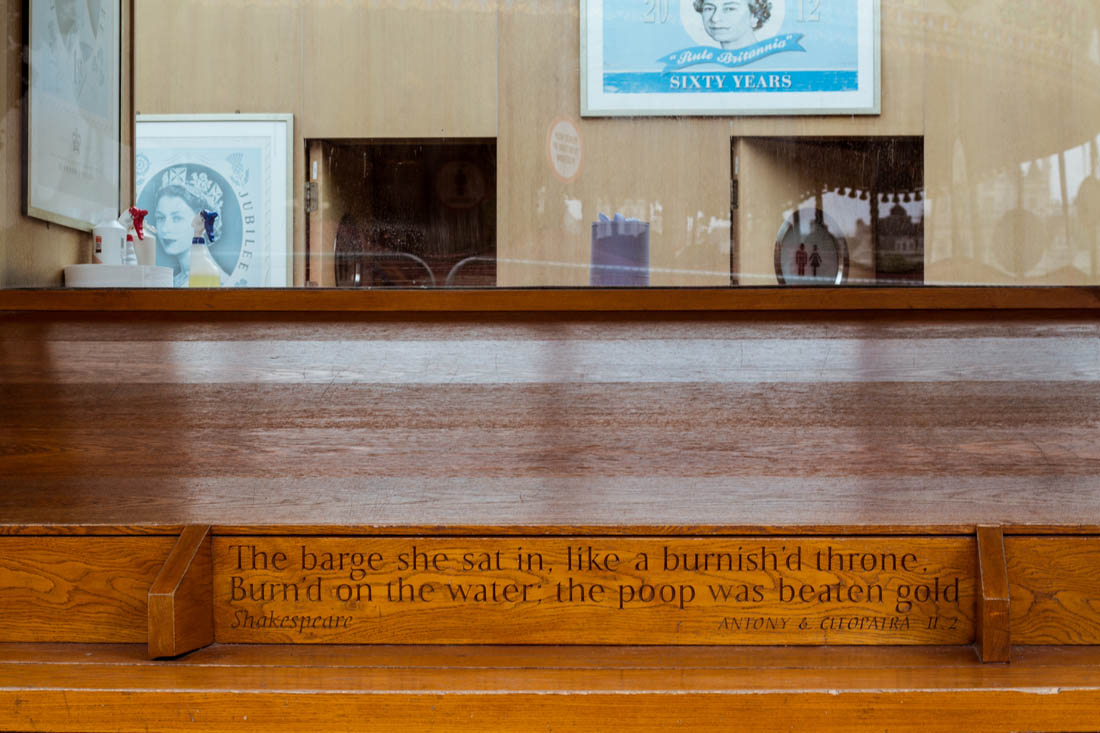 20 12
"Rule Britannia"
SIXTY YEARS
JUBILEE
The barge she sat in, like a burnish'd throne,
Burn'd on the water; the poop was beaten gold
Shakespeare
ANTONY & CLEOPATRA II. 2